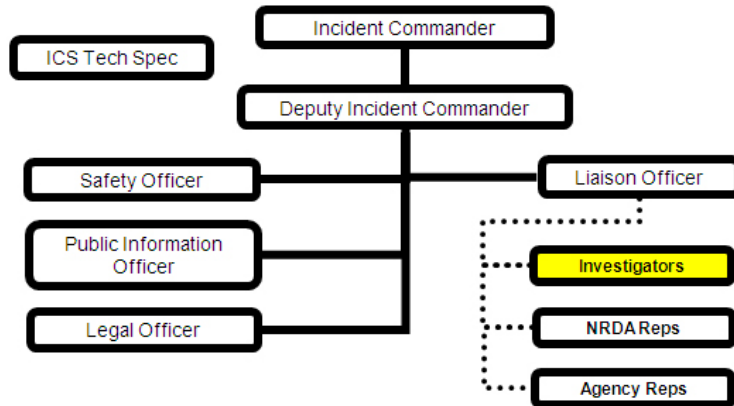 Incident Commander
ICS Tech Spec
Deputy Incident Commander
Safety Officer
Liaison Officer
Public Information
Officer
Investigators
Legal Officer
NRDA Reps
Agency Reps